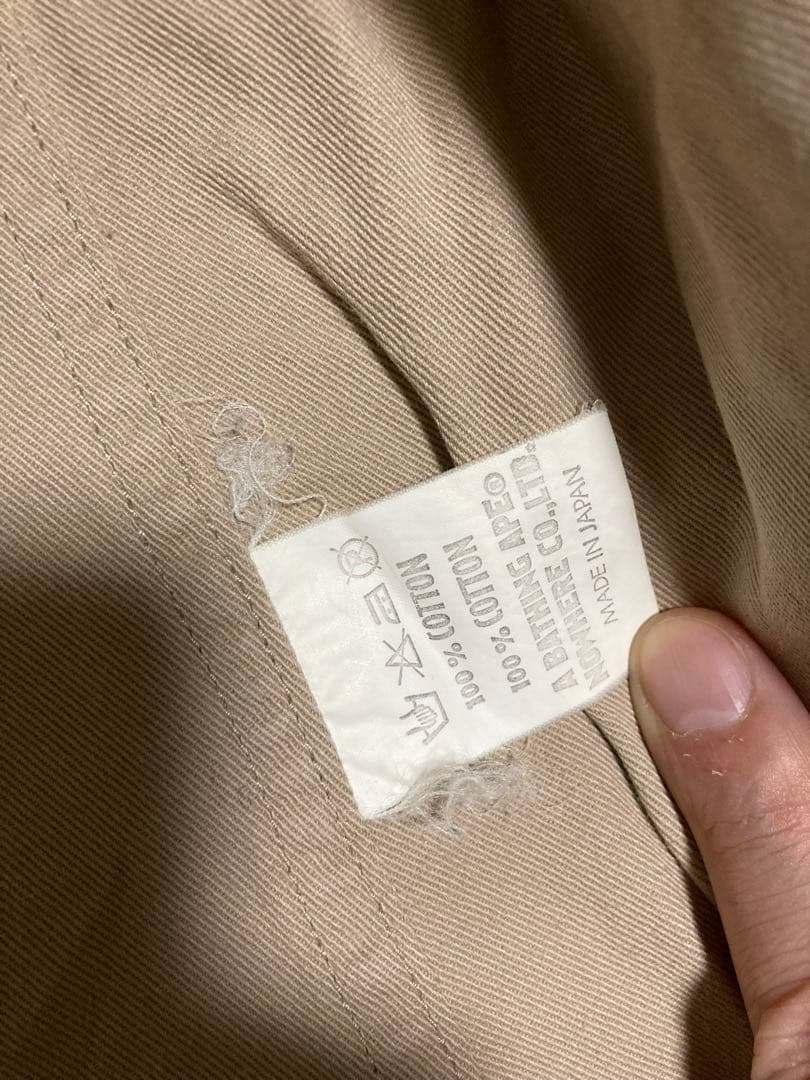 100% COTTON
100% COTTON
A BATHING APE®
NOWHERE CO.,LTD.
MADE IN JAPAN